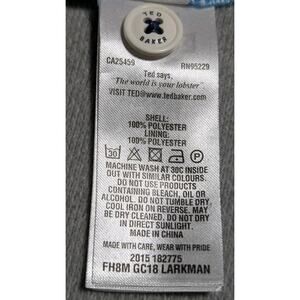 TED
BAKER
CA25459 RN95229
Ted says,
"The world is your lobster"
VISIT TED@www.tedbaker.com
SHELL:
100% POLYESTER
LINING:
100% POLYESTER
30 P
MACHINE WASH AT 30C INSIDE
OUT WITH SIMILAR COLOURS.
DO NOT USE PRODUCTS
CONTAINING BLEACH, OIL OR
ALCOHOL. DO NOT TUMBLE DRY,
COOL IRON ON REVERSE. MAY
BE DRY CLEANED. DO NOT DRY
IN DIRECT SUNLIGHT.
MADE IN CHINA
MADE WITH CARE, WEAR WITH PRIDE
2015 182775
FH8M GC18 LARKMAN